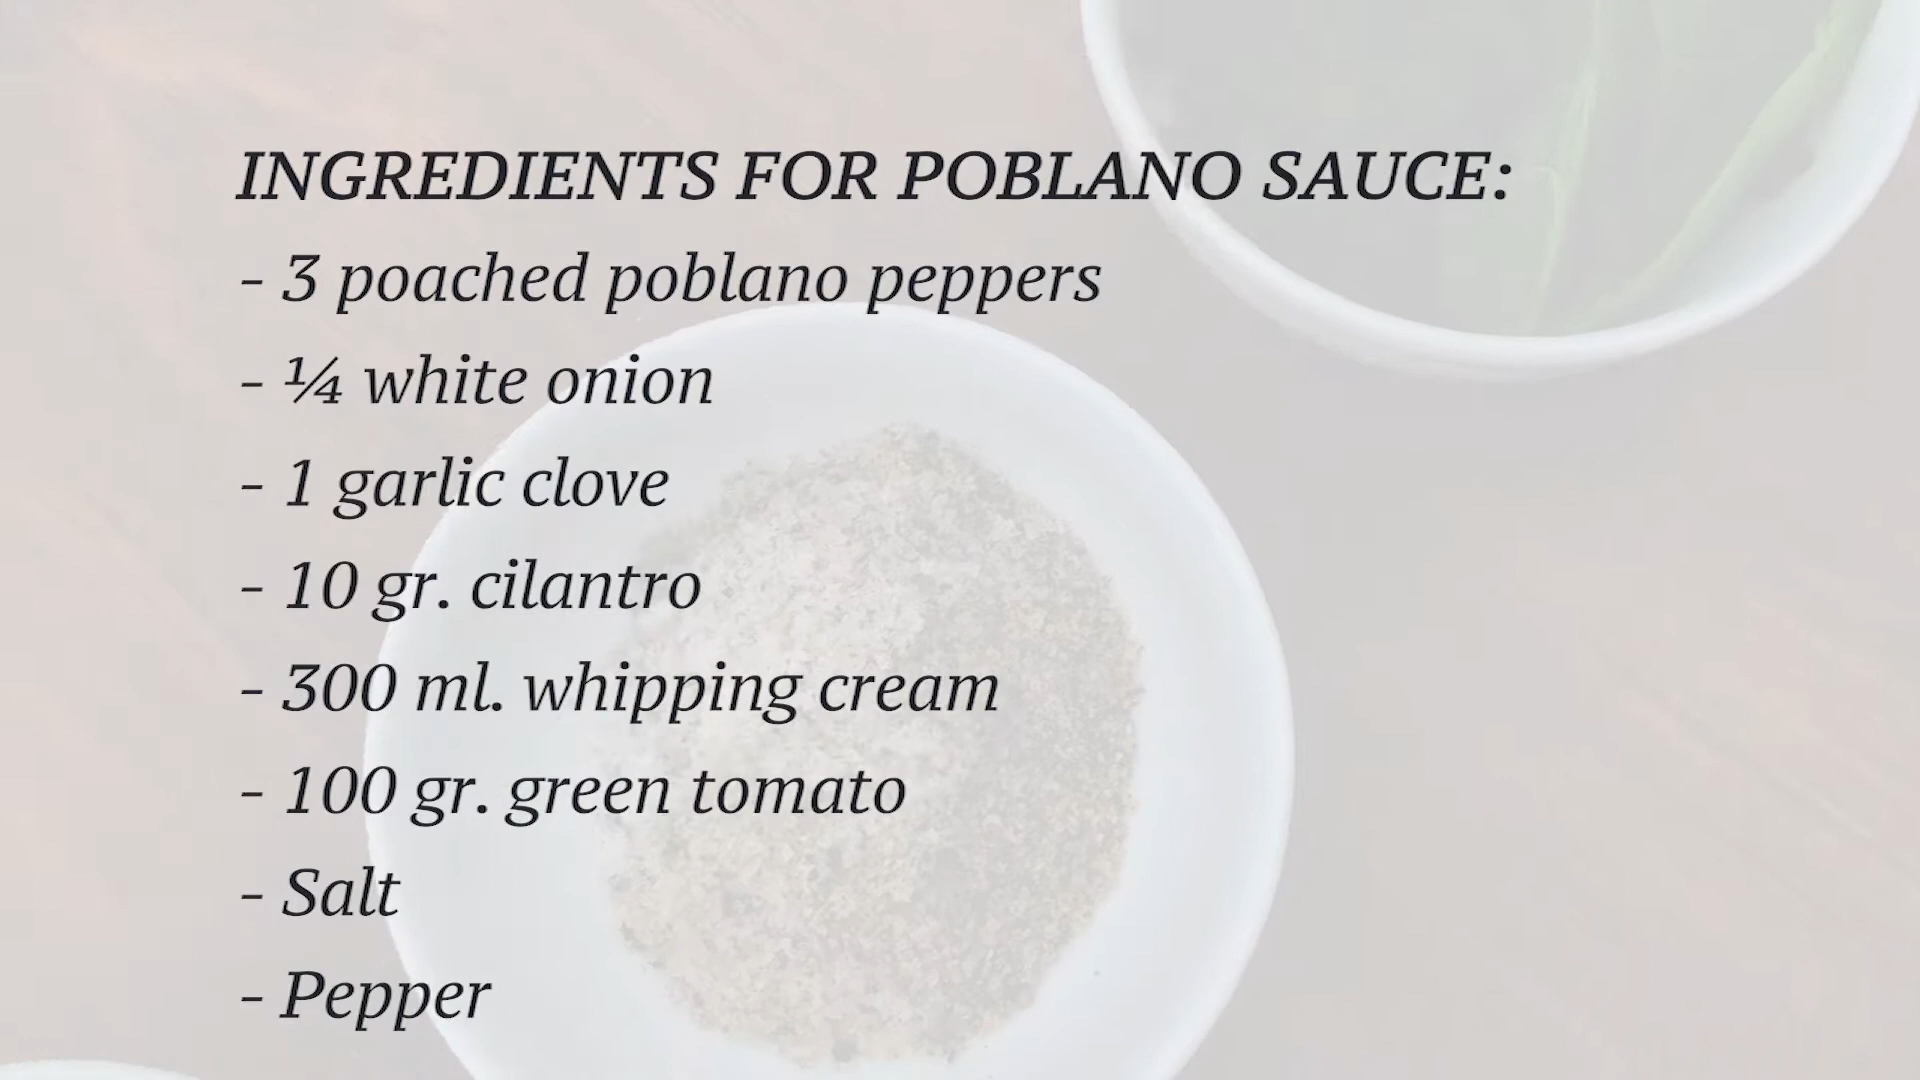 INGREDIENTS FOR POBLANO SAUCE:
- 3 poached poblano peppers
- ¼ white onion
- 1 garlic clove
- 10 gr. cilantro
- 300 ml. whipping cream
- 100 gr. green tomato
- Salt
- Pepper